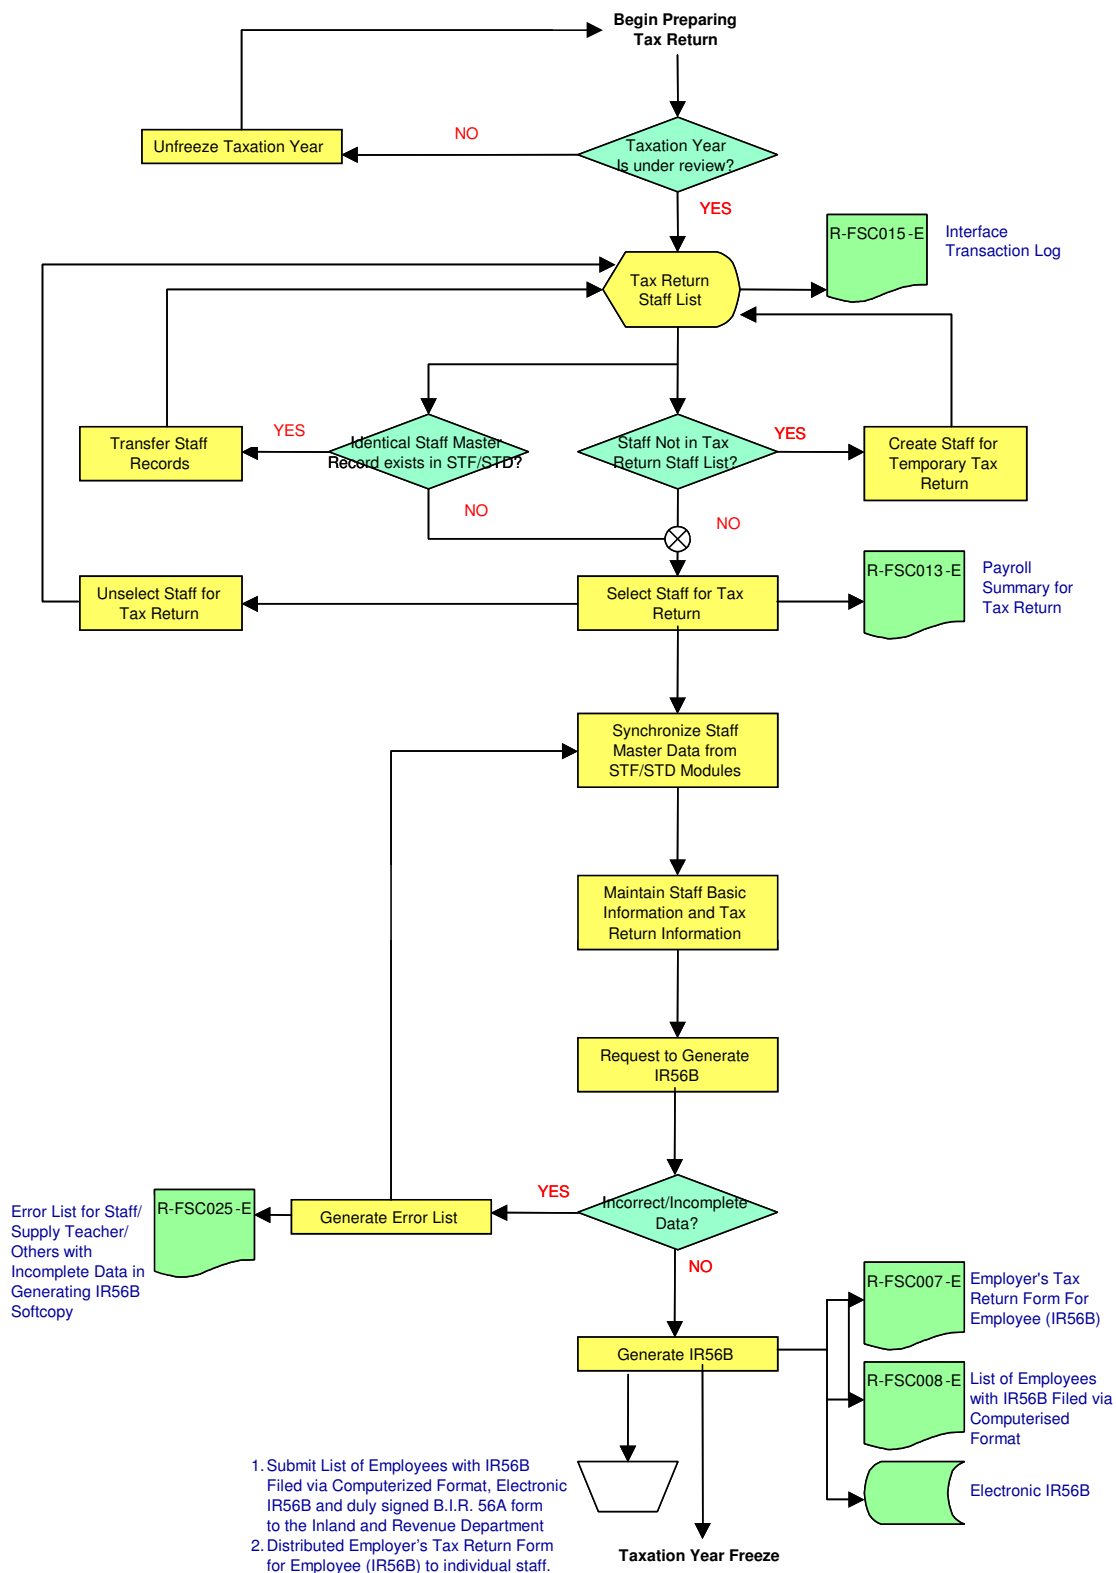 Begin Preparing
Tax Return
Unfreeze Taxation Year
NO
Taxation Year
Is under review?
YES
R-FSC015-E
Interface
Transaction Log
Tax Return
Staff List
Transfer Staff
Records
YES
Identical Staff Master
Record exists in STF/STD?
Staff Not in Tax
Return Staff List?
YES
Create Staff for
Temporary Tax
Return
NO
NO
Unselect Staff for
Tax Return
Select Staff for Tax
Return
R-FSC013-E
Payroll
Summary for
Tax Return
Synchronize Staff
Master Data from
STF/STD Modules
Maintain Staff Basic
Information and Tax
Return Information
Request to Generate
IR56B
Incorrect/Incomplete
Data?
YES
Generate Error List
R-FSC025-E
Error List for Staff/
Supply Teacher/
Others with
Incomplete Data in
Generating IR56B
Softcopy
NO
Generate IR56B
R-FSC007-E
Employer's Tax
Return Form For
Employee (IR56B)
R-FSC008-E
List of Employees
with IR56B Filed via
Computerised
Format
Electronic IR56B
1. Submit List of Employees with IR56B
Filed via Computerized Format, Electronic
IR56B and duly signed B.I.R. 56A form
to the Inland and Revenue Department
2. Distributed Employer's Tax Return Form
for Employee (IR56B) to individual staff.
Taxation Year Freeze